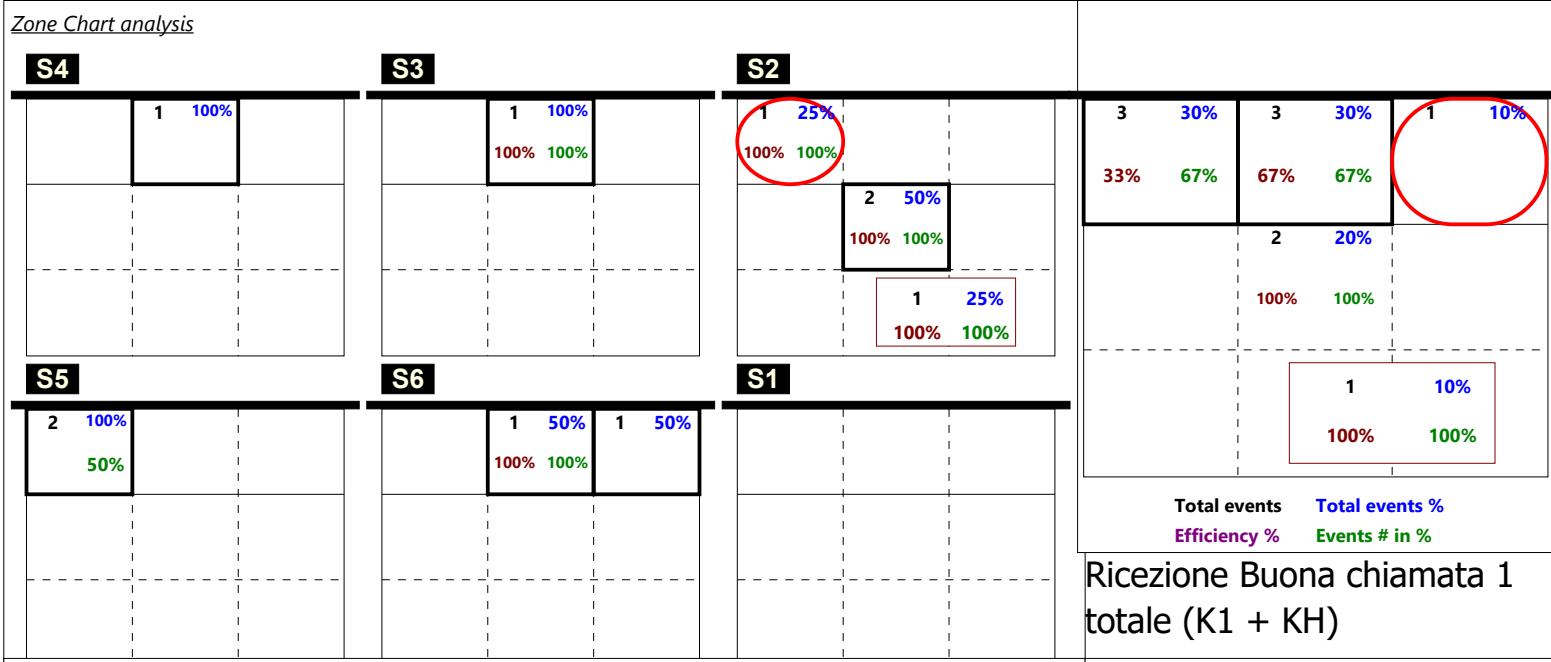 Zone Chart analysis
S4 S3 S2
1 100% 1 100% 1 25% 3 30% 3 30% 1 10%
100% 100% 100% 100%
33% 67% 67% 67%
2 50%
100% 100%
2 20%
1 25% 100% 100%
100% 100%
S5 S6 S1
1 10%
2 100% 1 50% 1 50%
100% 100%
50% 100% 100%
Total events Total events %
Efficiency % Events # in %
Ricezione Buona chiamata 1
totale (K1 + KH)